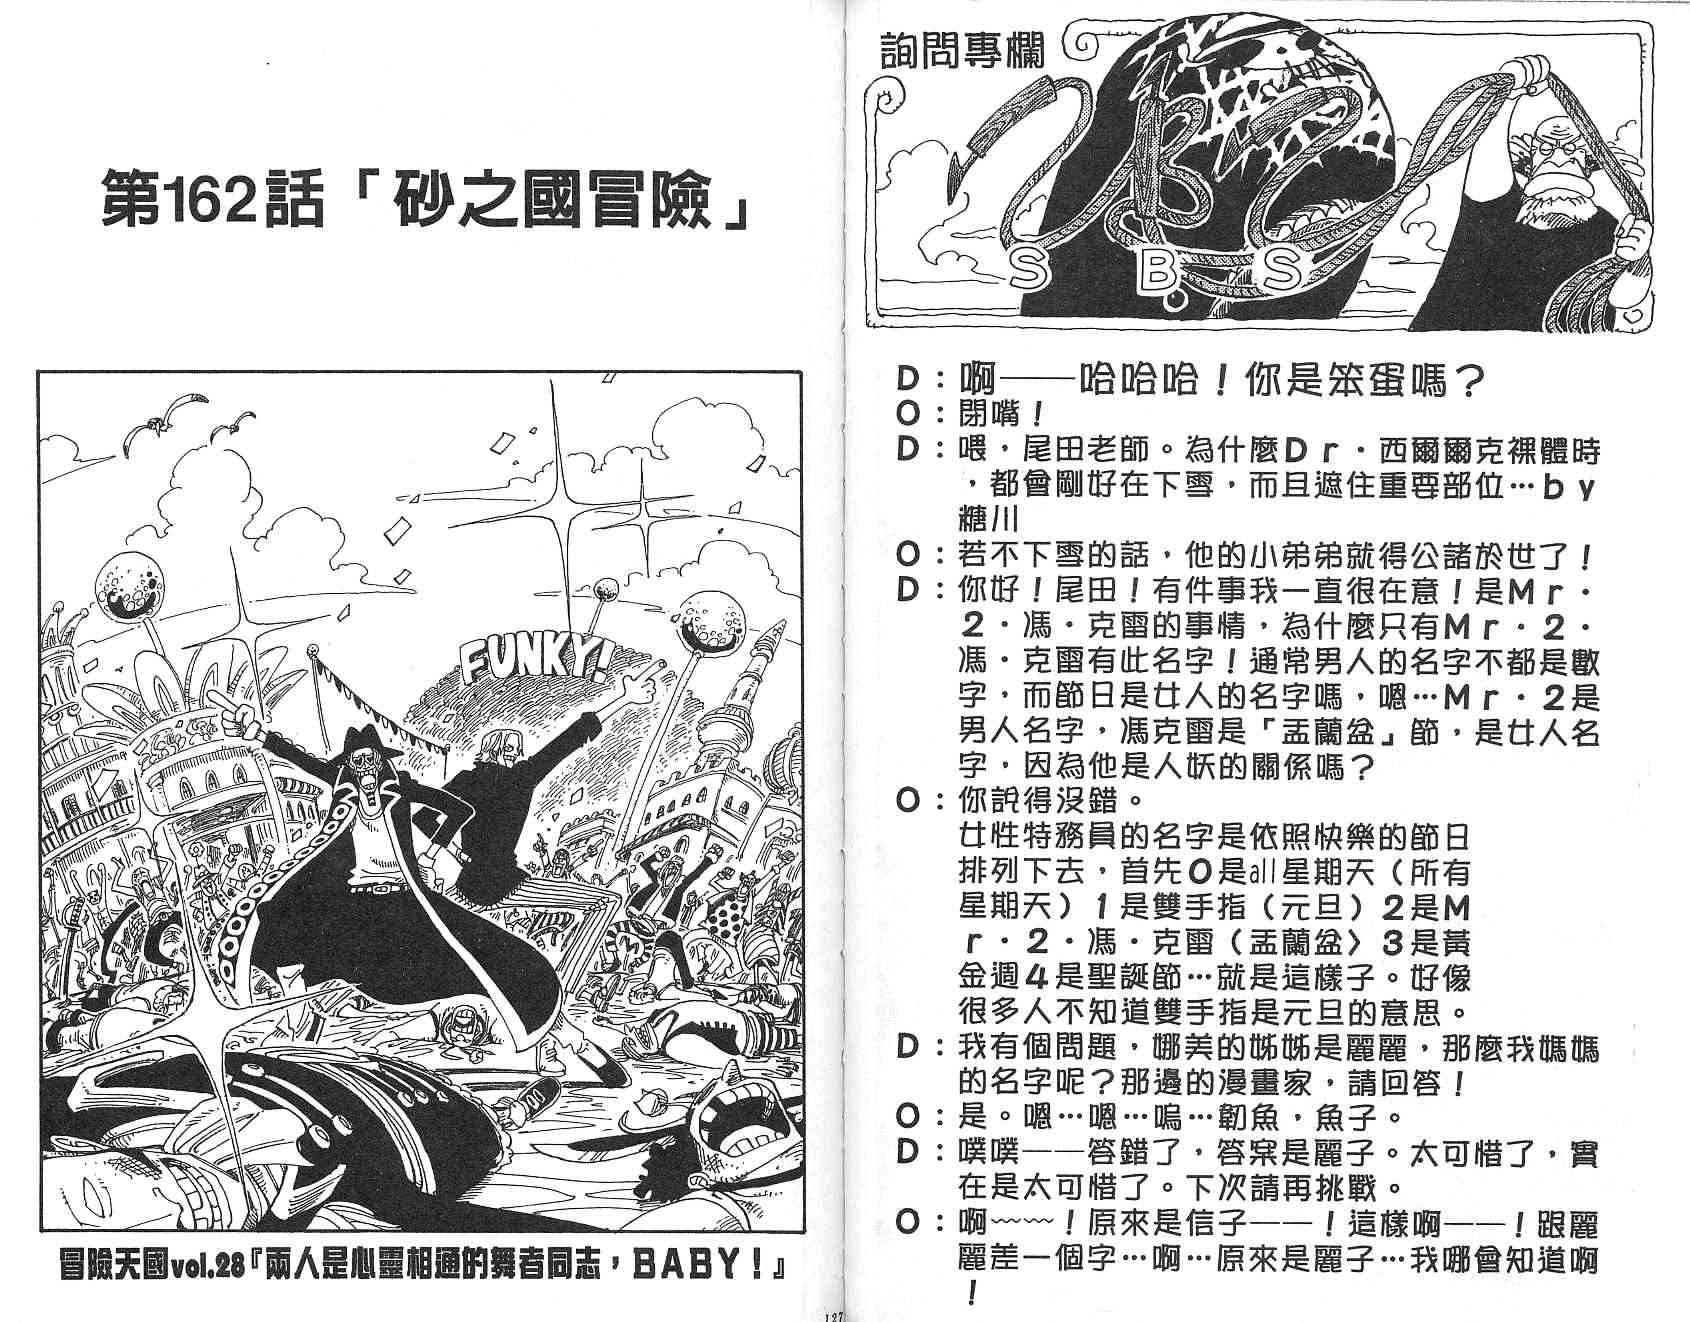 詢問專欄
S B S
D：啊——哈哈哈！你是笨蛋嗎？
O：閉嘴！
D：喂，尾田老師。為什麼Dr．西爾爾克裸體時
，都會剛好在下雪，而且遮住重要部位…by
糖川
O：若不下雪的話，他的小弟弟就得公諸於世了！
D：你好！尾田！有件事我一直很在意！是Mr．
2．馮．克雷的事情，為什麼只有Mr．2．
馮．克雷有此名字！通常男人的名字不都是數
字，而節日是女人的名字嗎，嗯…Mr．2是
男人名字，馮克雷是「盂蘭盆」節，是女人名
字，因為他是人妖的關係嗎？
O：你說得沒錯。
女性特務員的名字是依照快樂的節日
排列下去，首先0是all星期天（所有
星期天）1是雙手指（元旦）2是M
r．2．馮．克雷（盂蘭盆）3是黃
金週4是聖誕節…就是這樣子。好像
很多人不知道雙手指是元旦的意思。
D：我有個問題，娜美的姊姊是麗麗，那麼我媽媽
的名字呢？那邊的漫畫家，請回答！
O：是。嗯…嗯…嗚…韌魚，魚子。
D：噗噗——答錯了，答案是麗子。太可惜了，實
在是太可惜了。下次請再挑戰。
O：啊~~~！原來是信子——！這樣啊——！跟麗
麗差一個字…啊…原來是麗子…我哪會知道啊
！
127
第162話「砂之國冒險」
FUNKY!
冒險天國vol.28『兩人是心靈相通的舞者同志，BABY！』